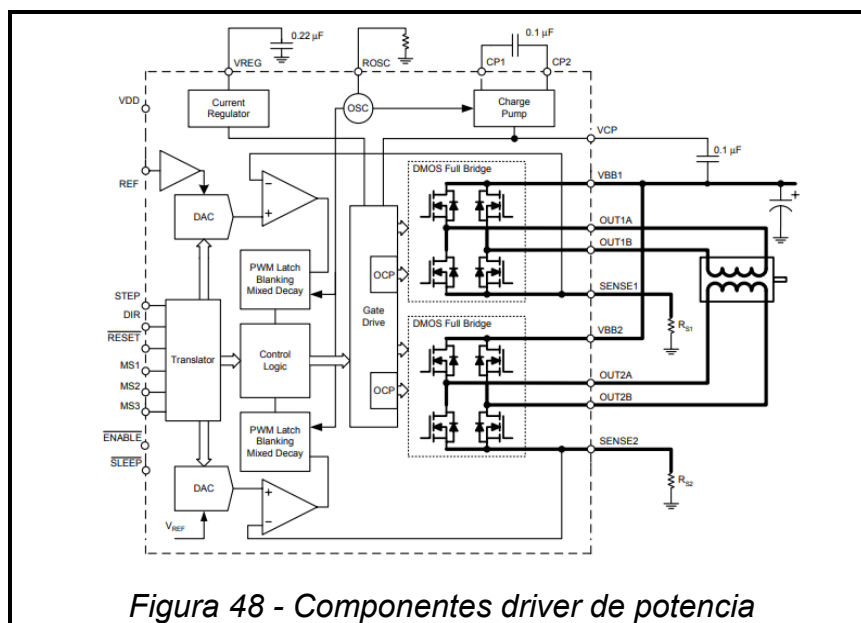 0.22 μF
0.1 μF
VREG
ROSC
CP1
CP2
VDD
Current
Regulator
OSC
Charge
Pump
VCP
0.1 μF
REF
DMOS Full Bridge
VBB1
DAC
OUT1A
OUT1B
PWM Latch
Blanking
Mixed Decay
OCP
SENSE1
Gate
Drive
DMOS Full Bridge
RS1
STEP
DIR
RESET
MS1
MS2
MS3
Translator
Control
Logic
VBB2
OUT2A
OCP
OUT2B
ENABLE
SLEEP
PWM Latch
Blanking
Mixed Decay
SENSE2
DAC
RS2
VREF
Figura 48 - Componentes driver de potencia